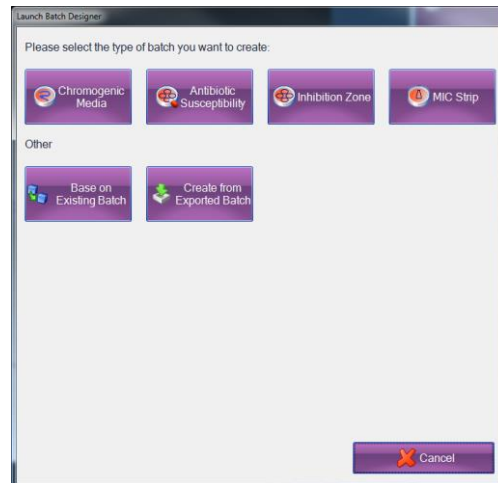 Launch Batch Designer
Please select the type of batch you want to create:
Chromogenic
Media
Antibiotic
Susceptibility
Inhibition Zone
MIC Strip
Other
Base on
Existing Batch
Create from
Exported Batch
Cancel